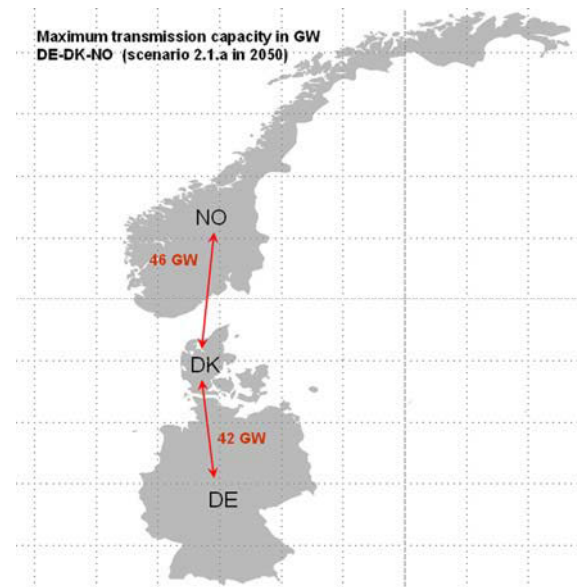 Maximum transmission capacity in GW
DE-DK-NO (scenario 2.1.a in 2050)
NO
46 GW
DK
42 GW
DE